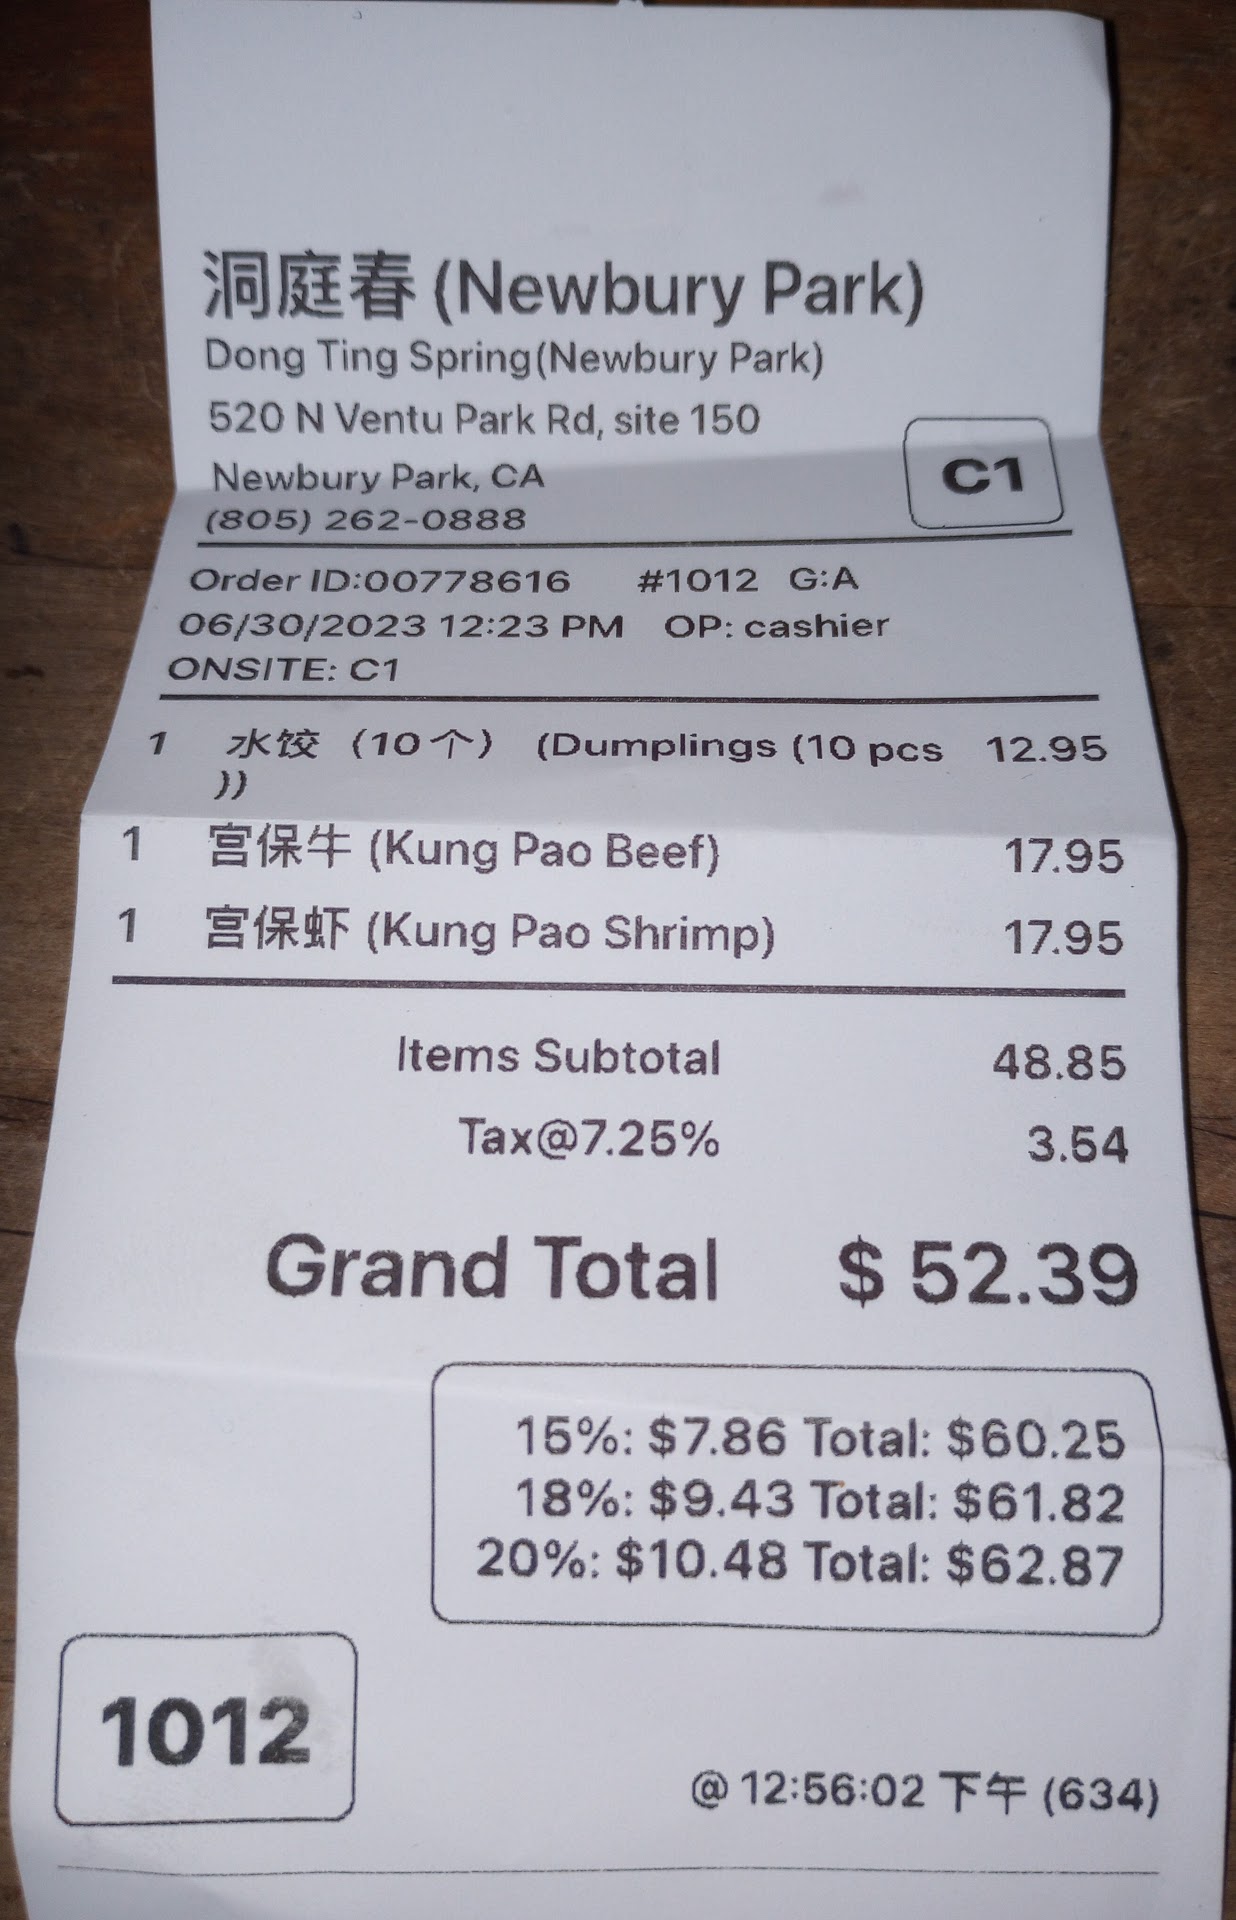 洞庭春 (Newbury Park)
Dong Ting Spring(Newbury Park)
520 N Ventu Park Rd, site 150
Newbury Park, CA
(805) 262-0888
C1
Order ID:00778616 #1012 G:A
06/30/2023 12:23 PM OP: cashier
ONSITE: C1
1 水饺（10个） (Dumplings (10 pcs 12.95
))
1 宫保牛 (Kung Pao Beef) 17.95
1 宫保虾 (Kung Pao Shrimp) 17.95
Items Subtotal 48.85
Tax@7.25% 3.54
Grand Total $ 52.39
15%: $7.86 Total: $60.25
18%: $9.43 Total: $61.82
20%: $10.48 Total: $62.87
1012
@ 12:56:02 下午 (634)